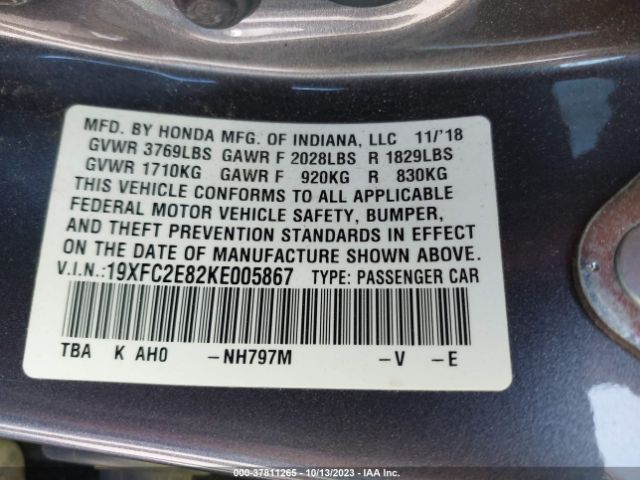 MFD. BY HONDA MFG. OF INDIANA, LLC 11/'18
GVWR 3769LBS GAWR F 2028LBS R 1829LBS
GVWR 1710KG GAWR F 920KG R 830KG
THIS VEHICLE CONFORMS TO ALL APPLICABLE
FEDERAL MOTOR VEHICLE SAFETY, BUMPER,
AND THEFT PREVENTION STANDARDS IN EFFECT
ON THE DATE OF MANUFACTURE SHOWN ABOVE.
V.I.N.:19XFC2E82KE005867 TYPE: PASSENGER CAR
TBA K AH0 –NH797M –V –E
000-37811265 - 10/13/2023 - IAA Inc.